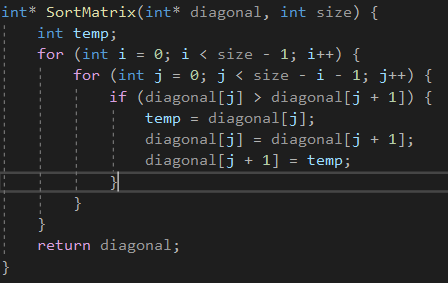 int* SortMatrix(int* diagonal, int size) {
    int temp;
    for (int i = 0; i < size - 1; i++) {
        for (int j = 0; j < size - i - 1; j++) {
            if (diagonal[j] > diagonal[j + 1]) {
                temp = diagonal[j];
                diagonal[j] = diagonal[j + 1];
                diagonal[j + 1] = temp;
            }
        }
    }
    return diagonal;
}